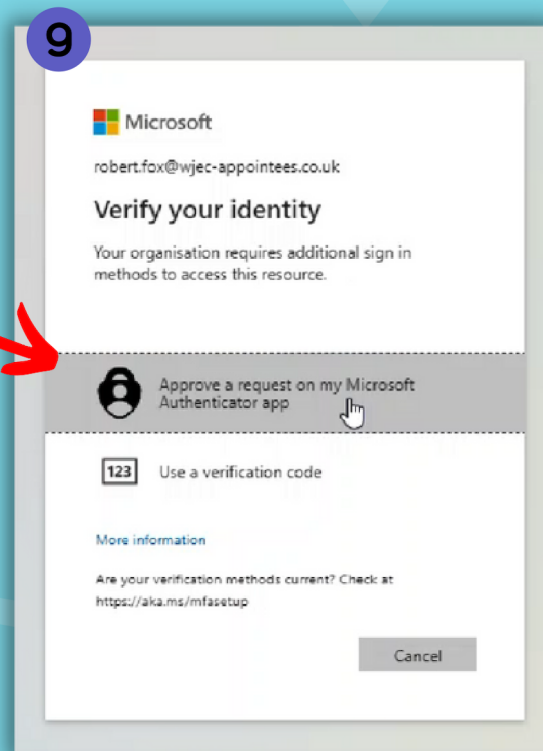 9
Microsoft
robert.fox@wjec-appointees.co.uk
Verify your identity
Your organisation requires additional sign in
methods to access this resource.
Approve a request on my Microsoft
Authenticator app
123
Use a verification code
More information
Are your verification methods current? Check at
https://aka.ms/mfasetup
Cancel